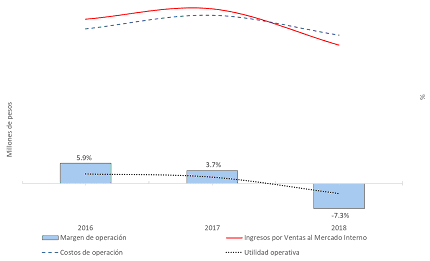 Millones de pesos
%
5.9%
3.7%
-7.3%
2016
2017
2018
Margen de operación
Ingresos por Ventas al Mercado Interno
Costos de operación
Utilidad operativa